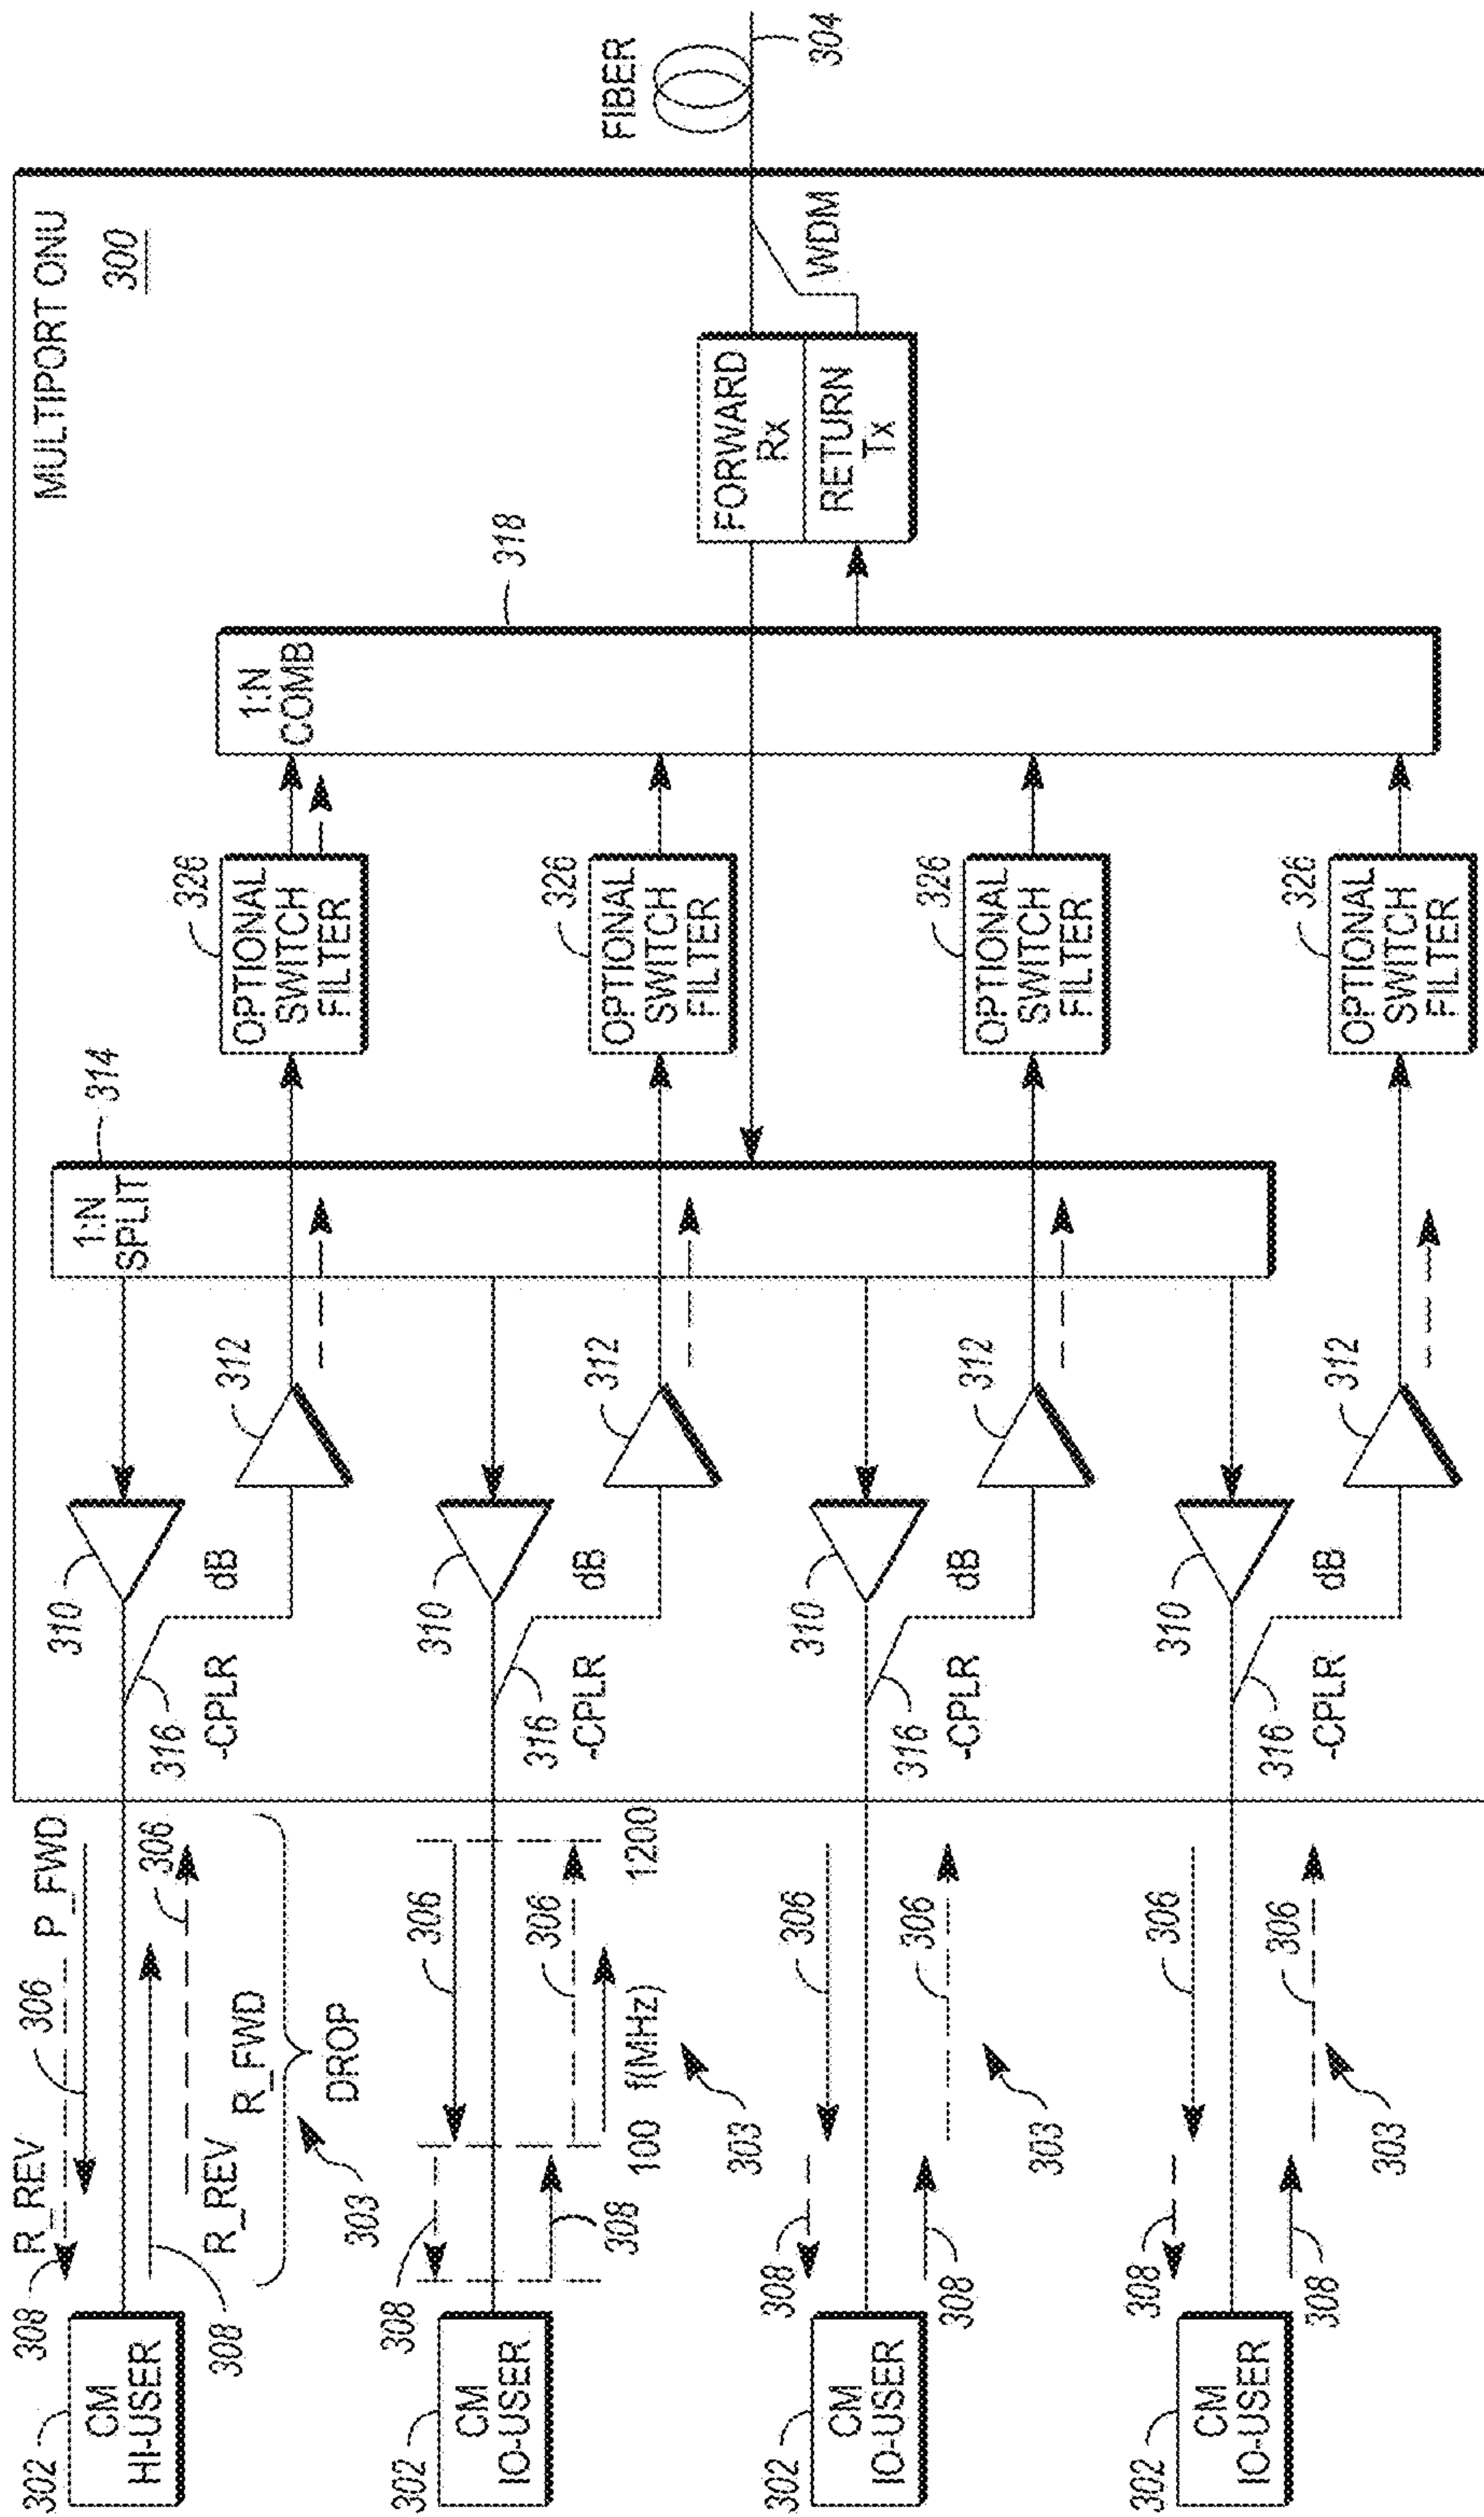 302
CM
HI-USER
308
R_REV
306
P_FWD
306
308
R_REV
R_FWD
DROP
303
310
316
-CPLR
dB
312
1:N
SPLIT
314
OPTIONAL
SWITCH
FILTER
326
1:N
COMB
318
MULTIPORT ONU
300
FORWARD
Rx
RETURN
Tx
WDM
FIBER
304
302
CM
IO-USER
308
308
306
306
100 f(MHz) 1200
303
310
316
-CPLR
dB
312
OPTIONAL
SWITCH
FILTER
326
302
CM
IO-USER
308
308
306
306
303
310
316
-CPLR
dB
312
OPTIONAL
SWITCH
FILTER
326
302
CM
IO-USER
308
308
306
306
303
310
316
-CPLR
dB
312
OPTIONAL
SWITCH
FILTER
326